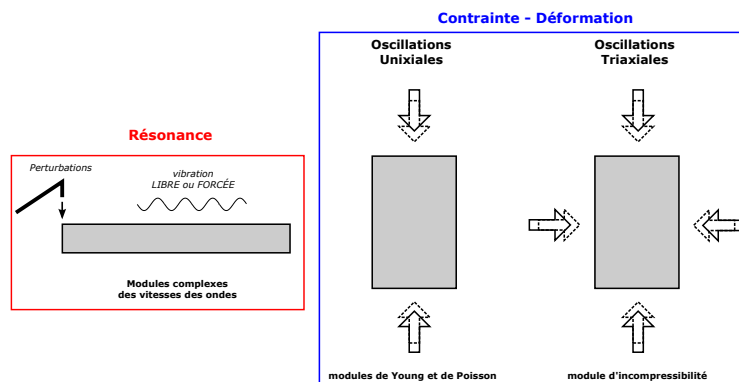 Contrainte - Déformation
Oscillations
Unixiales
Oscillations
Triaxiales
Résonance
Perturbations
vibration
LIBRE ou FORCÉE
Modules complexes
des vitesses des ondes
modules de Young et de Poisson
module d'incompressibilité